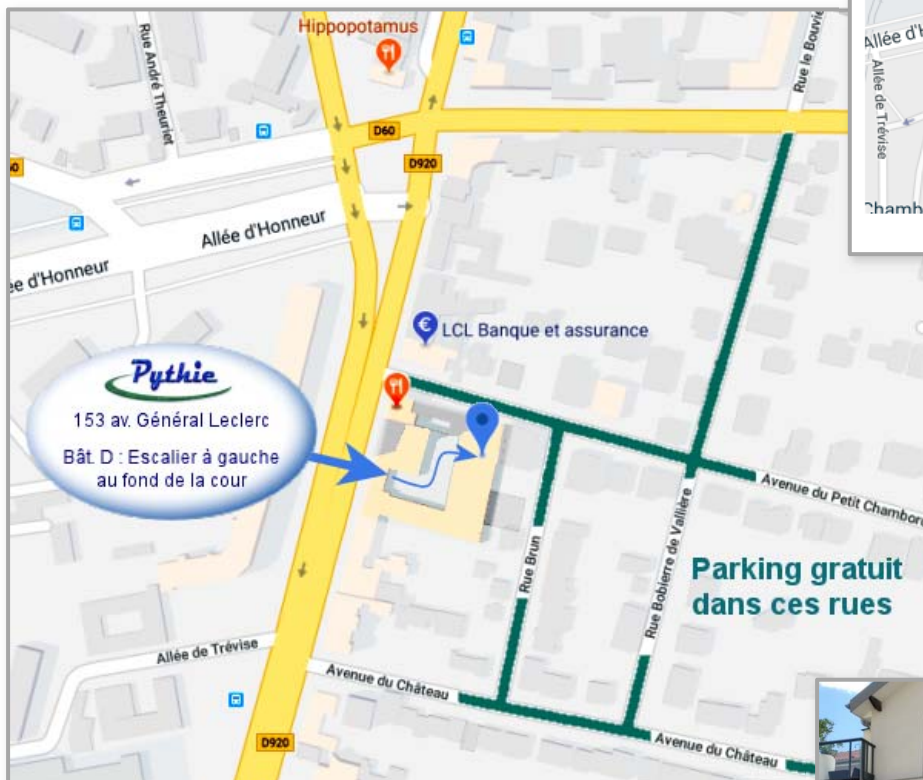 Hippopotamus
Rue André Theuriet
Rue le Bouvie
Allée d'H
Allée de Trévise
Chamb
D60
D920
60
Allée d'Honneur
ée d'Honneur
LCL Banque et assurance
Pythie
153 av. Général Leclerc
Bât. D : Escalier à gauche
au fond de la cour
Avenue du Petit Chambord
Rue Brun
Rue Bobierre de Vallière
Parking gratuit
dans ces rues
Allée de Trévise
Avenue du Château
Avenue du Château
D920